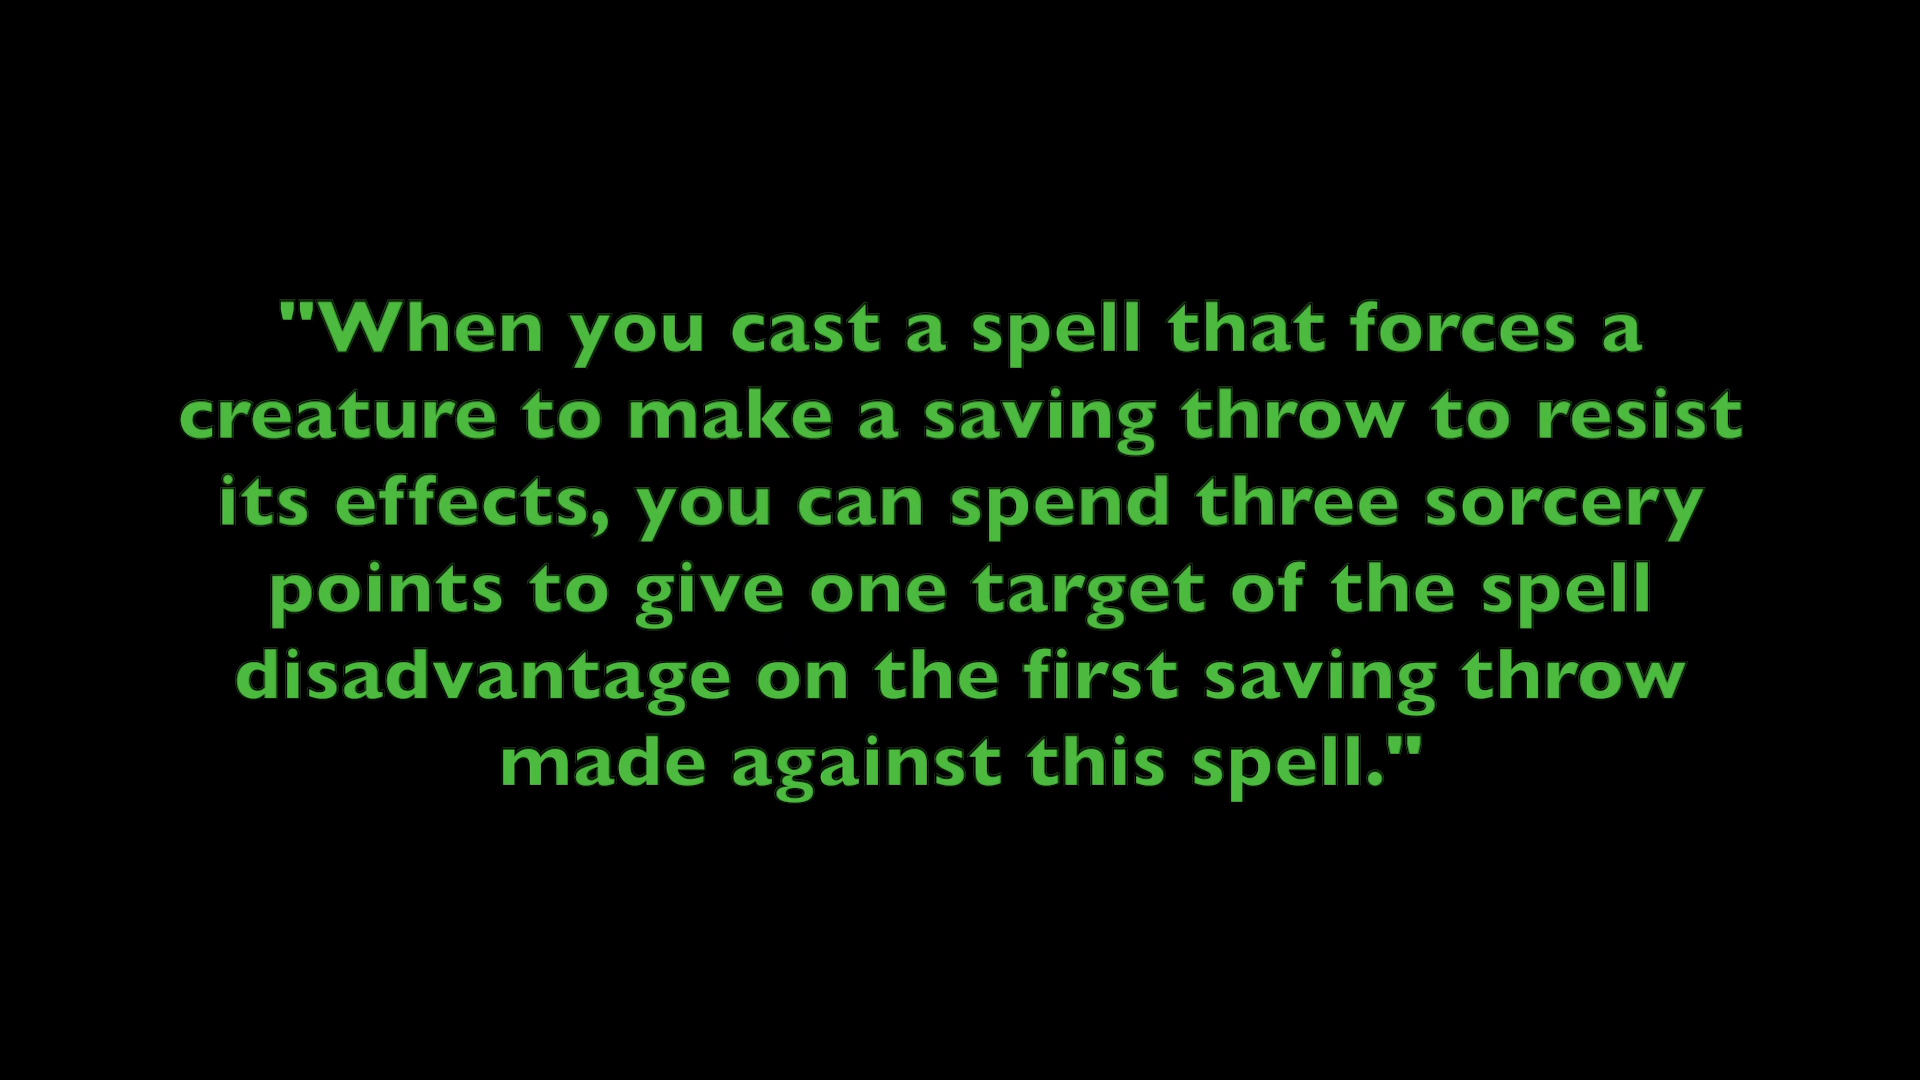 "When you cast a spell that forces a
creature to make a saving throw to resist
its effects, you can spend three sorcery
points to give one target of the spell
disadvantage on the first saving throw
made against this spell."